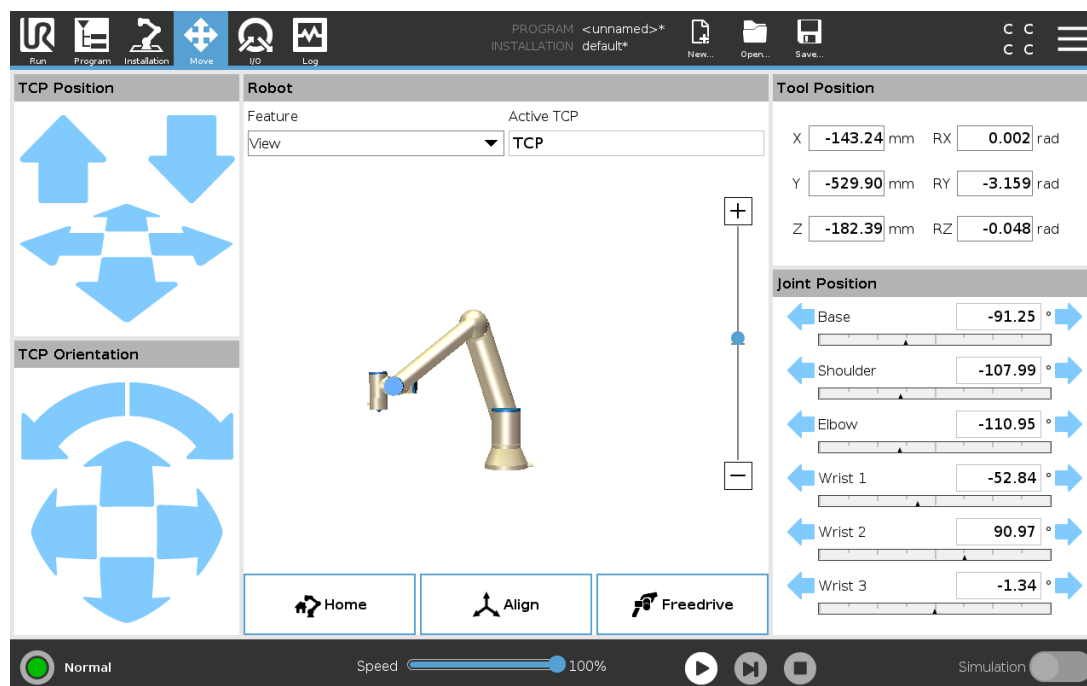 PROGRAM <unnamed>*
INSTALLATION default*
Run Program Installation Move I/O Log New... Open... Save...
C C
C C
TCP Position
Robot
Tool Position
Feature Active TCP
View TCP
X -143.24 mm RX 0.002 rad
Y -529.90 mm RY -3.159 rad
Z -182.39 mm RZ -0.048 rad
Joint Position
Base -91.25 °
Shoulder -107.99 °
Elbow -110.95 °
Wrist 1 -52.84 °
Wrist 2 90.97 °
Wrist 3 -1.34 °
TCP Orientation
Home Align Freedrive
Normal Speed 100% Simulation